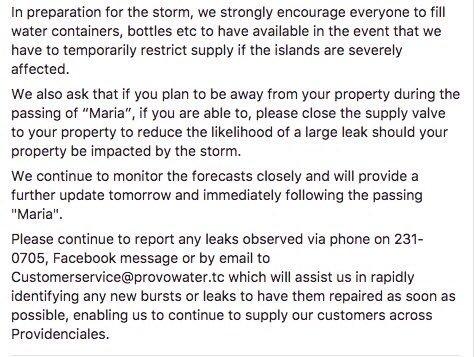 In preparation for the storm, we strongly encourage everyone to fill
water containers, bottles etc to have available in the event that we
have to temporarily restrict supply if the islands are severely
affected.
We also ask that if you plan to be away from your property during the
passing of “Maria”, if you are able to, please close the supply valve
to your property to reduce the likelihood of a large leak should your
property be impacted by the storm.
We continue to monitor the forecasts closely and will provide a
further update tomorrow and immediately following the passing
"Maria".
Please continue to report any leaks observed via phone on 231-
0705, Facebook message or by email to
Customerservice@provowater.tc which will assist us in rapidly
identifying any new bursts or leaks to have them repaired as soon as
possible, enabling us to continue to supply our customers across
Providenciales.